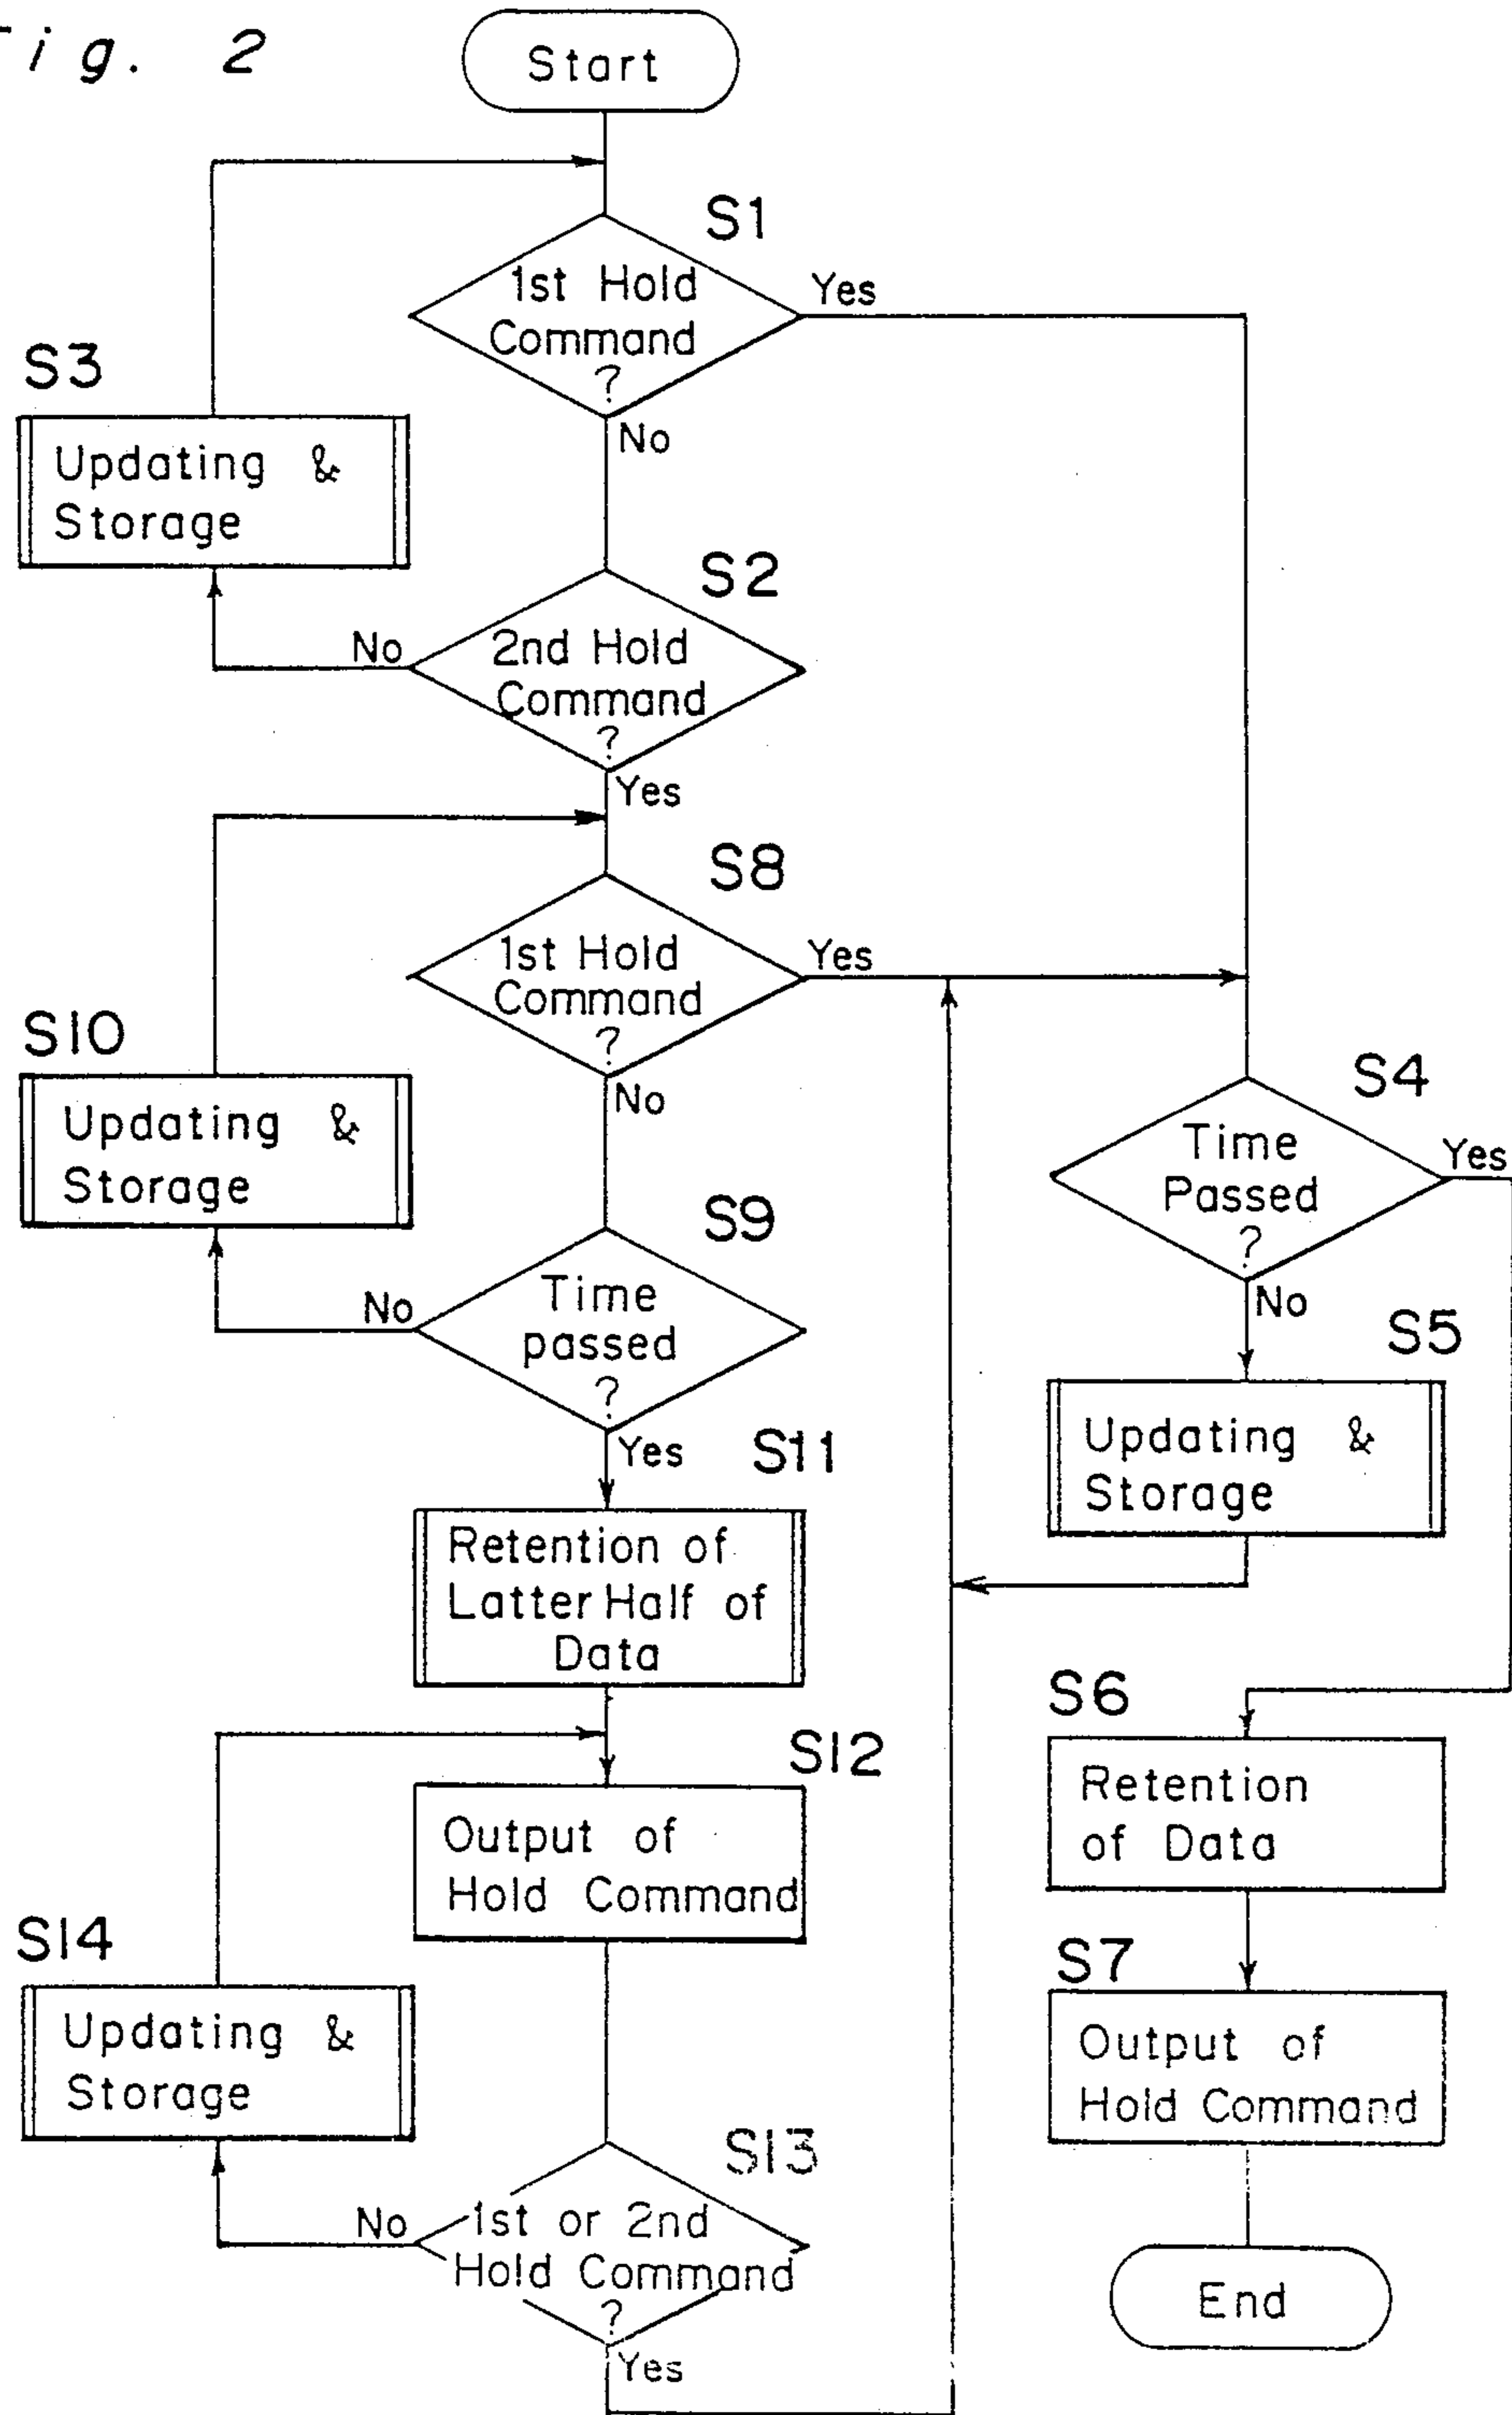 Fig. 2
Start
S1
1st Hold
Command
?
Yes
No
S3
Updating &
Storage
S2
2nd Hold
Command
?
No
Yes
S8
1st Hold
Command
?
Yes
No
S10
Updating &
Storage
S9
Time
passed
?
No
Yes
S4
Time
Passed
?
Yes
No
S5
Updating &
Storage
S11
Retention of
Latter Half of
Data
S12
Output of
Hold Command
S6
Retention
of Data
S14
Updating &
Storage
S7
Output of
Hold Command
S13
1st or 2nd
Hold Command
?
No
Yes
End